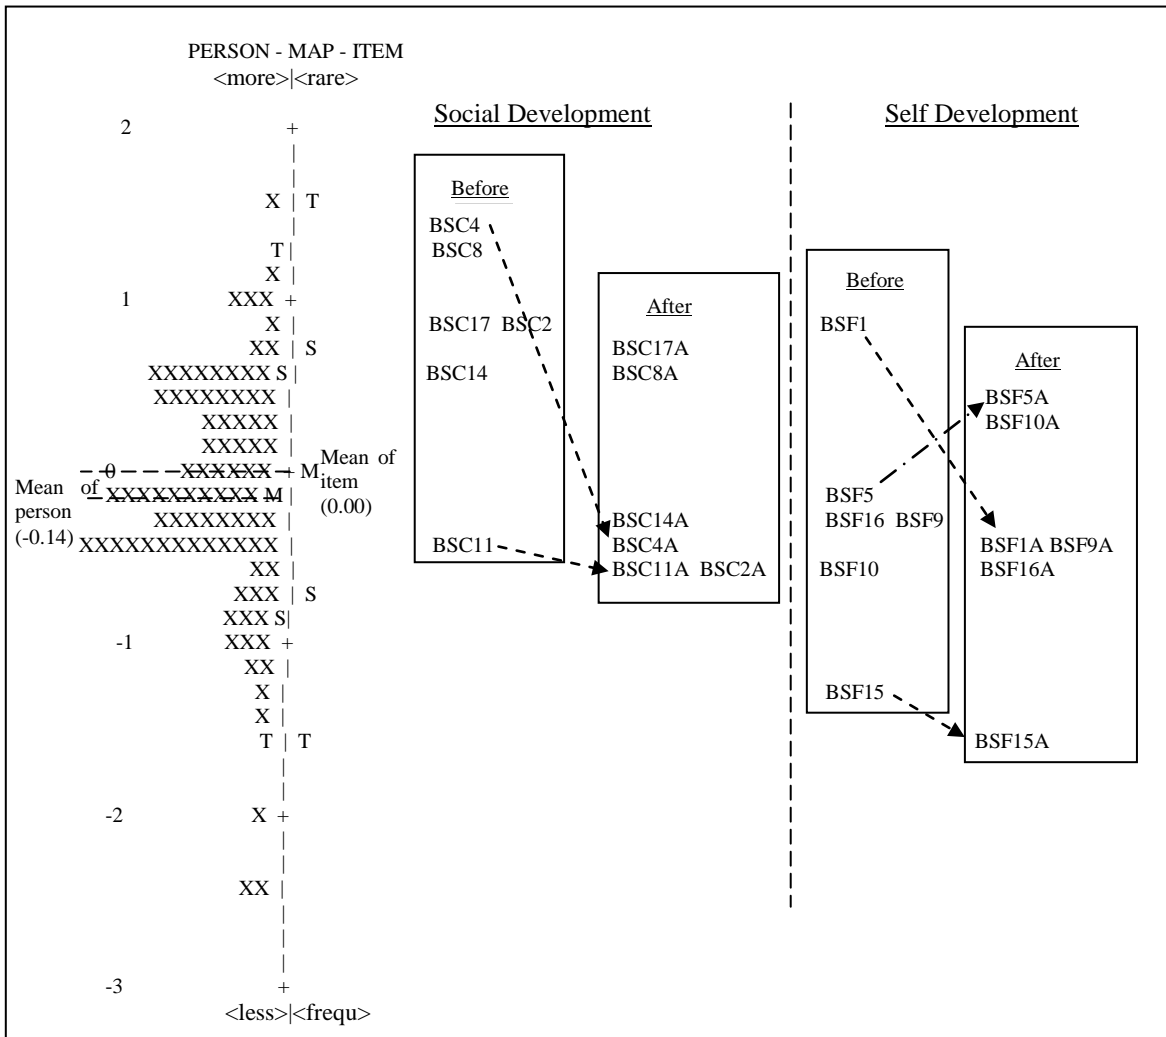 PERSON - MAP - ITEM
<more>|<rare>
Social Development
Self Development
2 +
|
|
X | T
|
T|
X |
1 XXX +
X |
XX | S
XXXXXXXX S|
XXXXXXXX |
XXXXX |
XXXXX |
0 XXXXXX + M
XXXXXXXXXX M|
XXXXXXXX |
XXXXXXXXXXXXX |
XX |
XXX | S
XXX S|
-1 XXX +
XX |
X |
X |
T | T
|
|
-2 X +
|
|
XX |
|
|
|
-3 +
<less>|<frequ>
Mean of
person
(-0.14)
Mean of
item
(0.00)
Before
BSC4
BSC8
BSC17 BSC2
BSC14
BSC11
After
BSC17A
BSC8A
BSC14A
BSC4A
BSC11A BSC2A
Before
BSF1
BSF5
BSF16 BSF9
BSF10
BSF15
After
BSF5A
BSF10A
BSF1A BSF9A
BSF16A
BSF15A